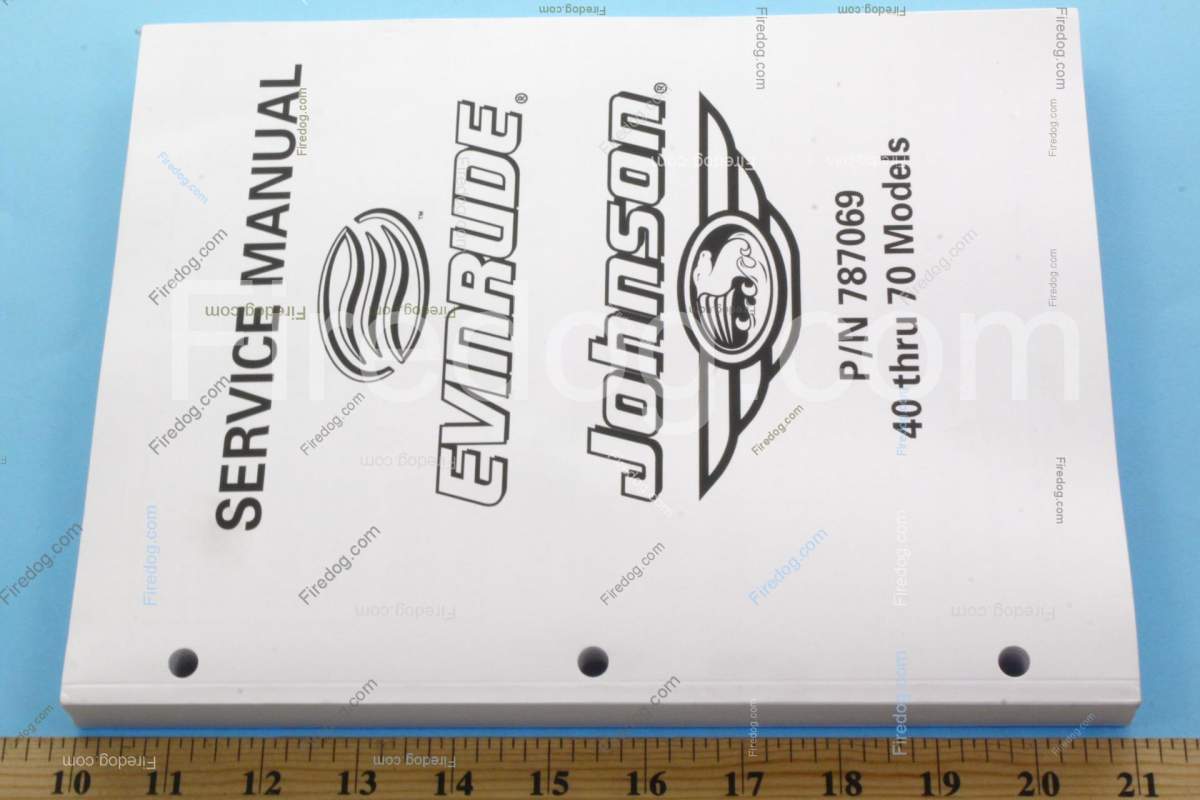 SERVICE MANUAL
™
EVINRUDE®
Johnson®
P/N 787069
40 thru 70 Models
Firedog.com
10 11 12 13 14 15 16 17 18 19 20 21